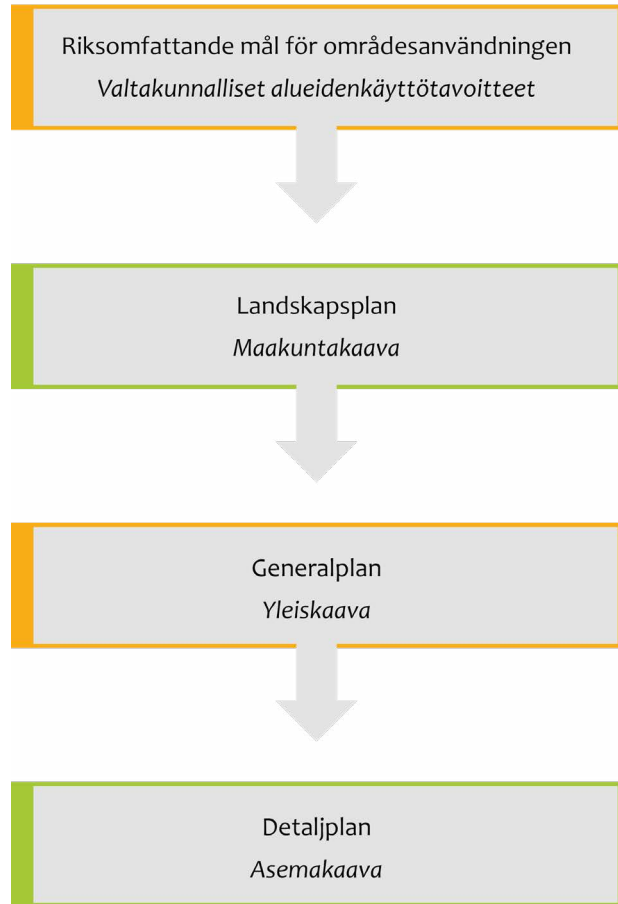 Riksomfattande mål för områdesanvändningen
Valtakunnalliset alueidenkäyttötavoitteet
Landskapsplan
Maakuntakaava
Generalplan
Yleiskaava
Detaljplan
Asemakaava